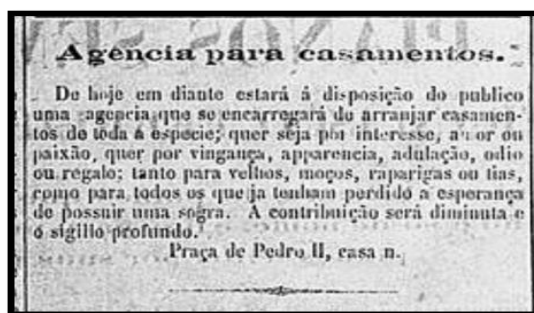 Agencia para casamentos.
De hoje em diante estará á disposição do publico
uma agencia que se encarregará de arranjar casamen-
tos de toda a especie; quer seja por interesse, amor ou
paixão, quer por vingança, apparencia, adulação, odio
ou regalo; tanto para velhos, moços, raparigas ou tias,
como para todos os que ja tenham perdido a esperança
de possuir uma sogra. A contribuição será diminuta e
o sigillo profundo.
Praça de Pedro II, casa n.